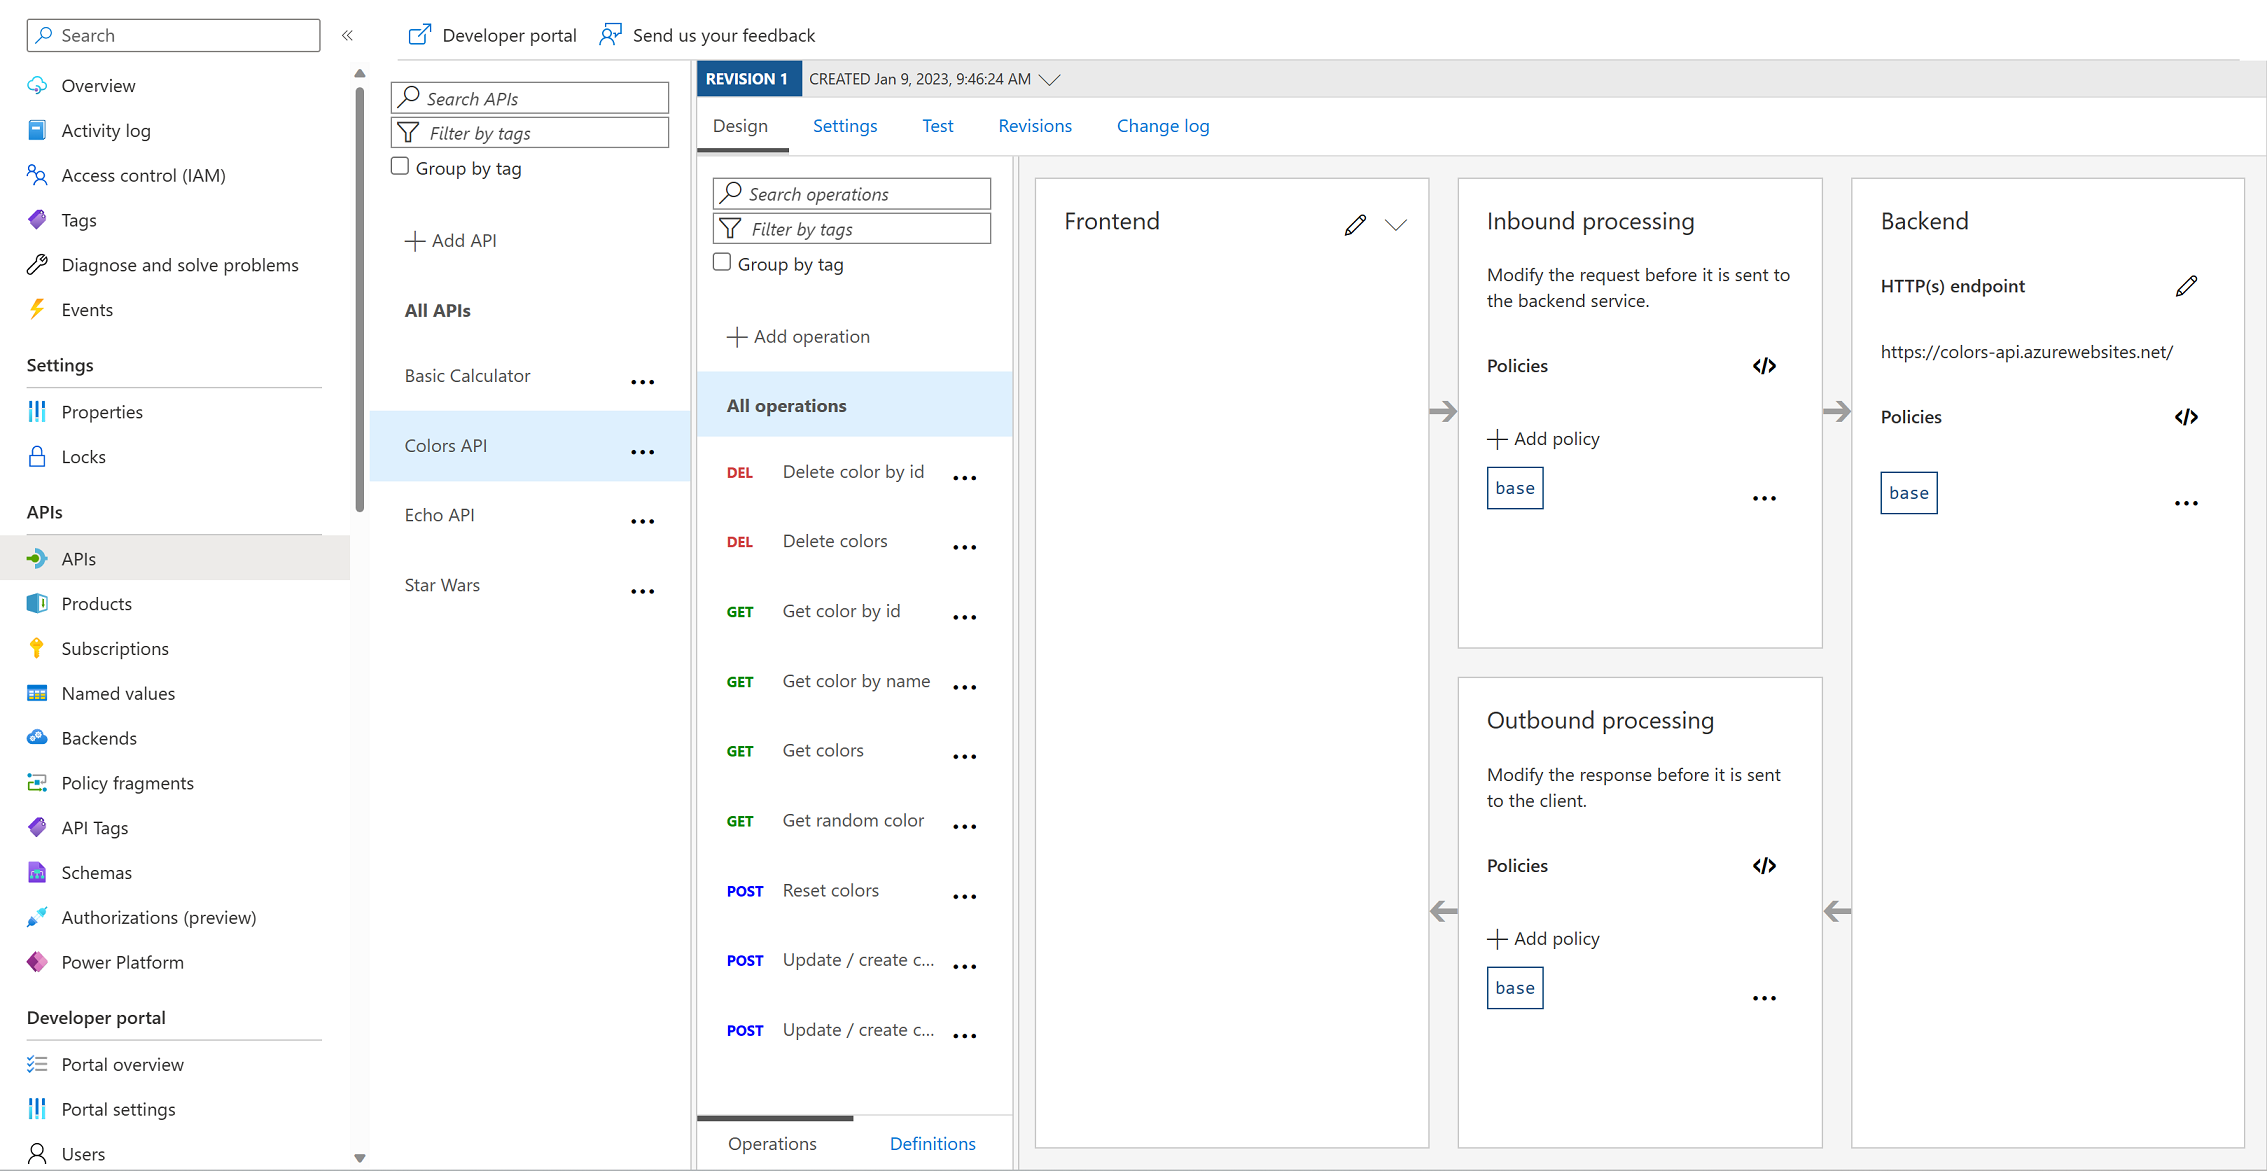 Search
«
Developer portal
Send us your feedback
Overview
Activity log
Access control (IAM)
Tags
Diagnose and solve problems
Events
Settings
Properties
Locks
APIs
APIs
Products
Subscriptions
Named values
Backends
Policy fragments
API Tags
Schemas
Authorizations (preview)
Power Platform
Developer portal
Portal overview
Portal settings
Users
Search APIs
Filter by tags
Group by tag
Add API
All APIs
Basic Calculator ...
Colors API ...
Echo API ...
Star Wars ...
REVISION 1 CREATED Jan 9, 2023, 9:46:24 AM
Design Settings Test Revisions Change log
Search operations
Filter by tags
Group by tag
Add operation
All operations
DEL Delete color by id ...
DEL Delete colors ...
GET Get color by id ...
GET Get color by name ...
GET Get colors ...
GET Get random color ...
POST Reset colors ...
POST Update / create c... ...
POST Update / create c... ...
Operations Definitions
Frontend
Inbound processing
Modify the request before it is sent to
the backend service.
Policies </>
Add policy
base ...
Outbound processing
Modify the response before it is sent
to the client.
Policies </>
Add policy
base ...
Backend
HTTP(s) endpoint
https://colors-api.azurewebsites.net/
Policies </>
base ...